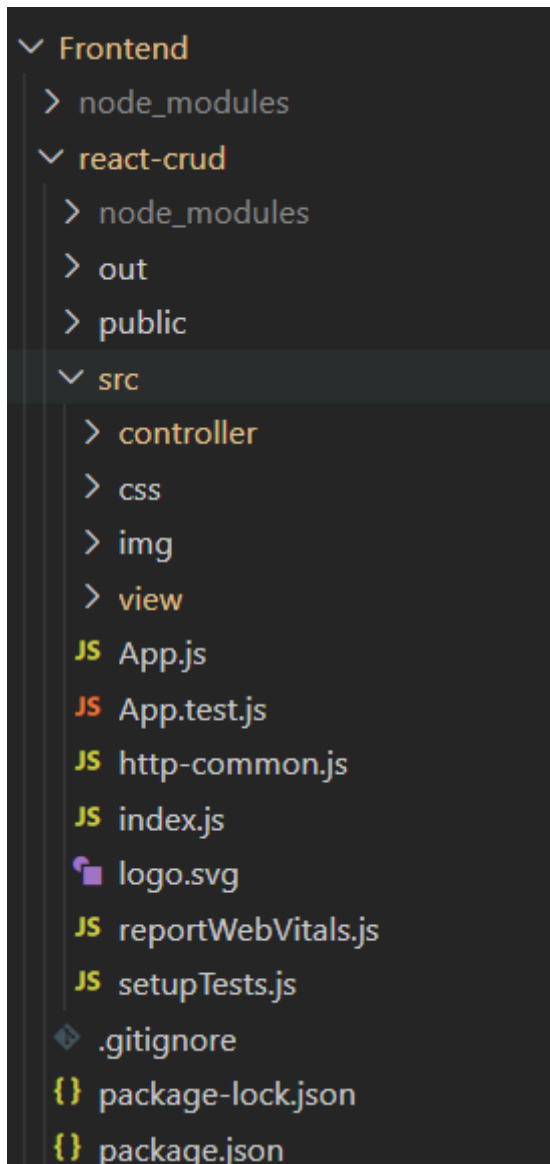 Frontend
node_modules
react-crud
node_modules
out
public
src
controller
css
img
view
JS App.js
JS App.test.js
JS http-common.js
JS index.js
logo.svg
JS reportWebVitals.js
JS setupTests.js
.gitignore
{} package-lock.json
{} package.json